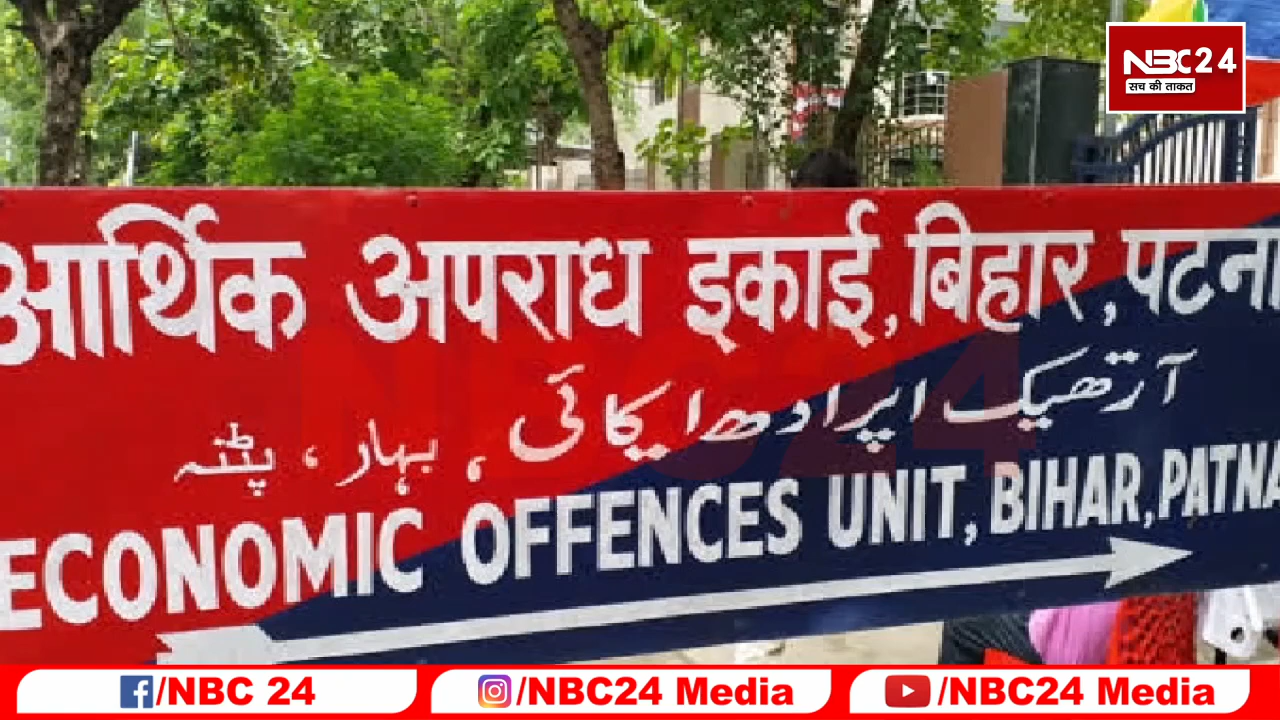 NBC24
सच की ताकत
आर्थिक अपराध इकाई, बिहार, पटना
آرتھیک اپرادھ ایکائی، بہار، پٹنہ
ECONOMIC OFFENCES UNIT, BIHAR, PATNA
NBC24
/NBC 24
/NBC24 Media
/NBC24 Media